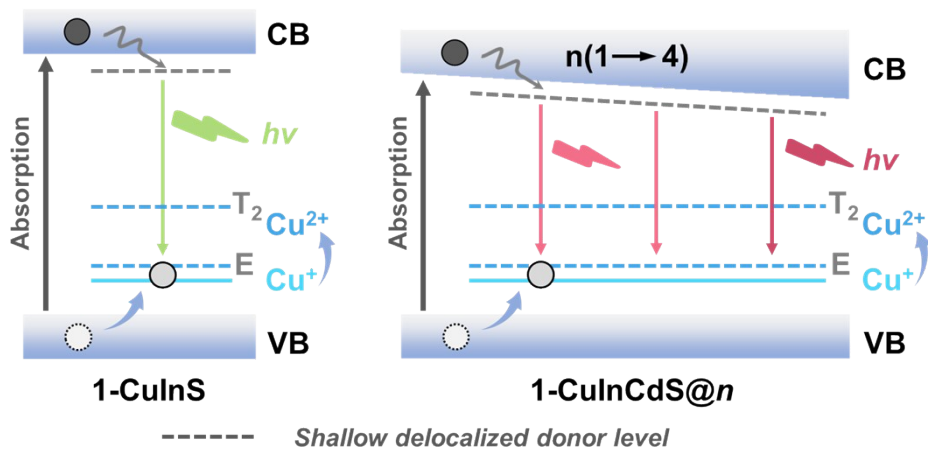 CB
Absorption
hv
T₂
Cu²⁺
E
Cu⁺
VB
1-CuInS
n(1→4)
CB
Absorption
hv
T₂
Cu²⁺
E
Cu⁺
VB
1-CuInCdS@n
Shallow delocalized donor level